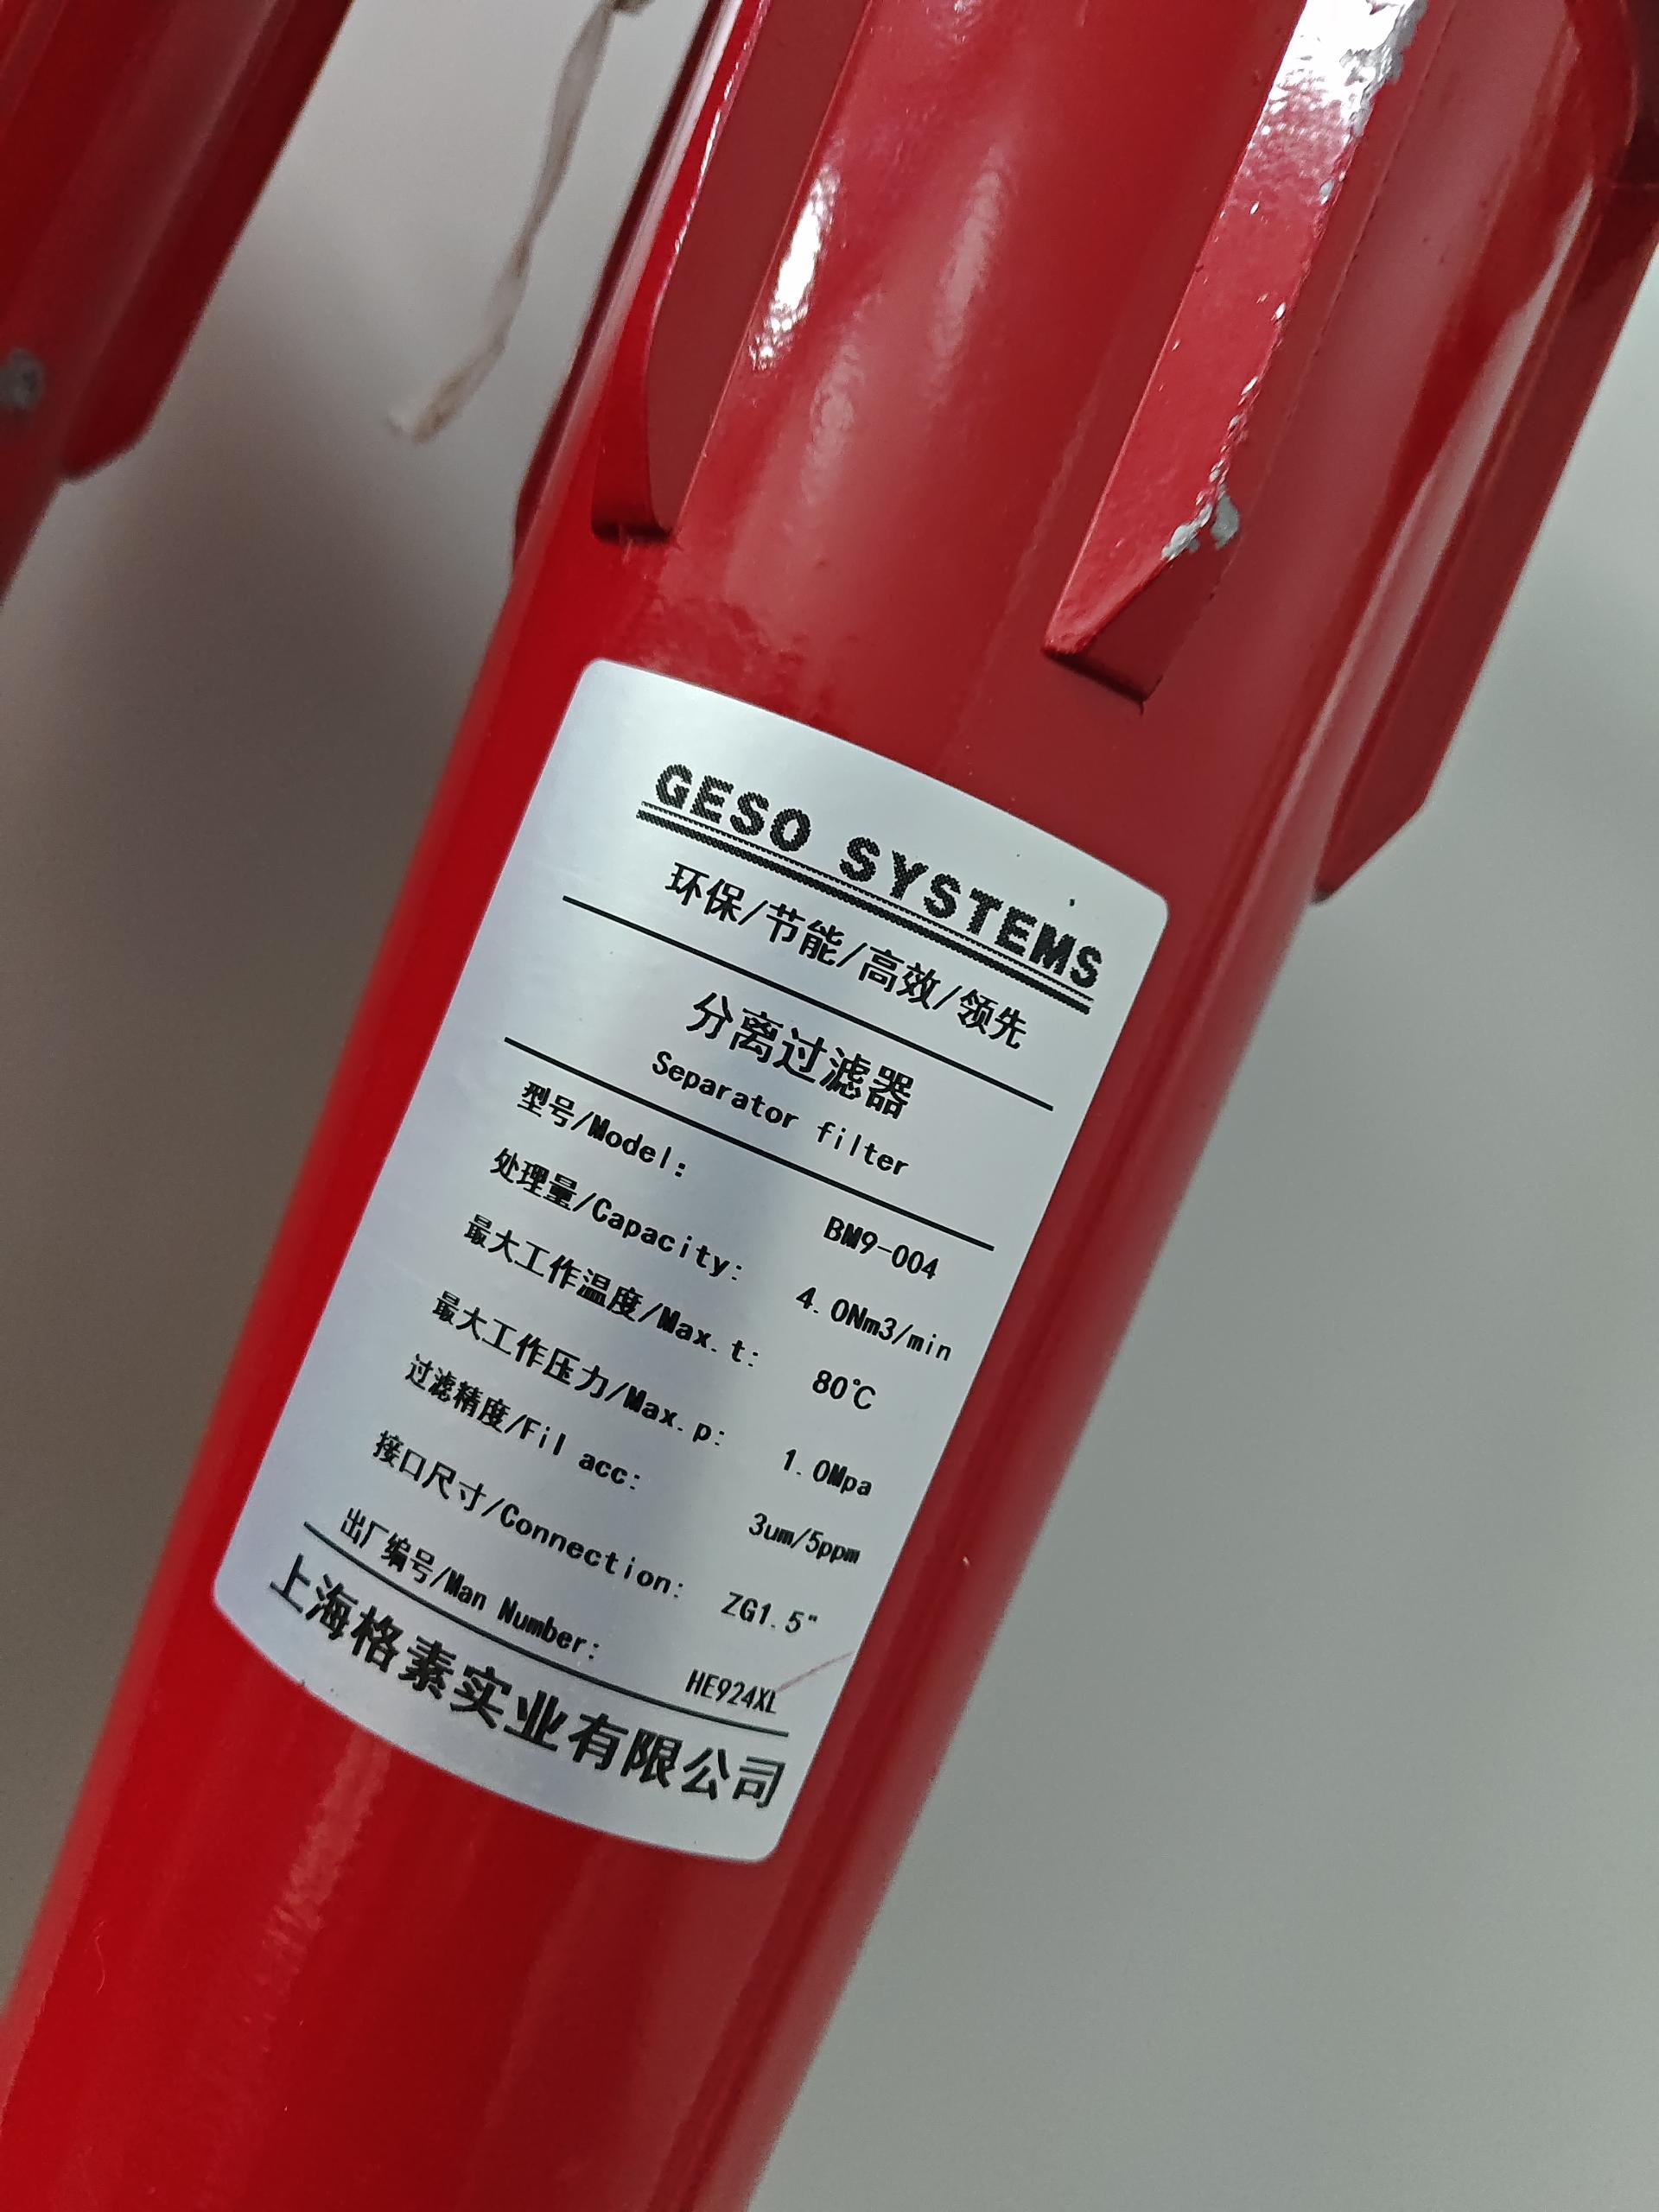 GESO SYSTEMS
环保/节能/高效/领先
分离过滤器
Separator filter
型号/Model: BM9-004
处理量/Capacity: 4.0Nm3/min
最大工作温度/Max.t: 80℃
最大工作压力/Max.p: 1.0Mpa
过滤精度/Fil acc: 3um/5ppm
接口尺寸/Connection: ZG1.5"
出厂编号/Man Number: HE924XL
上海格素实业有限公司